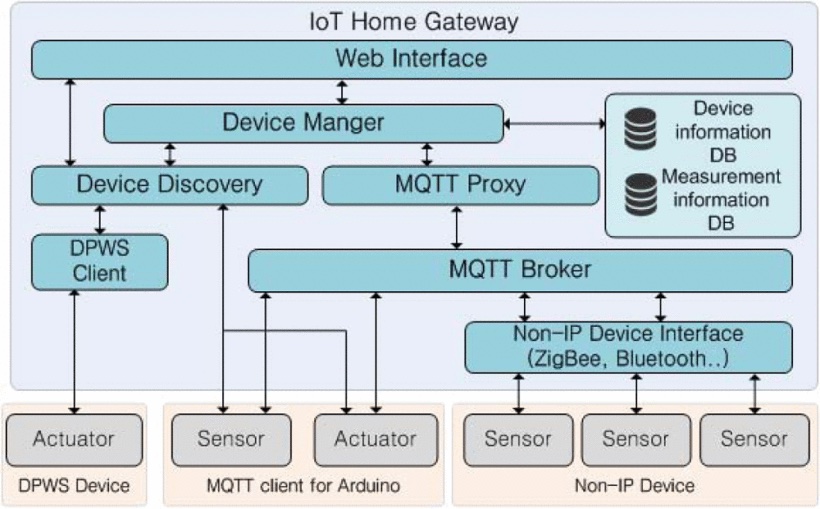 IoT Home Gateway
Web Interface
Device Manger
Device
information
DB
Measurement
information
DB
Device Discovery
MQTT Proxy
DPWS
Client
MQTT Broker
Non-IP Device Interface
(ZigBee, Bluetooth..)
Actuator
Sensor
Actuator
Sensor
Sensor
Sensor
DPWS Device
MQTT client for Arduino
Non-IP Device